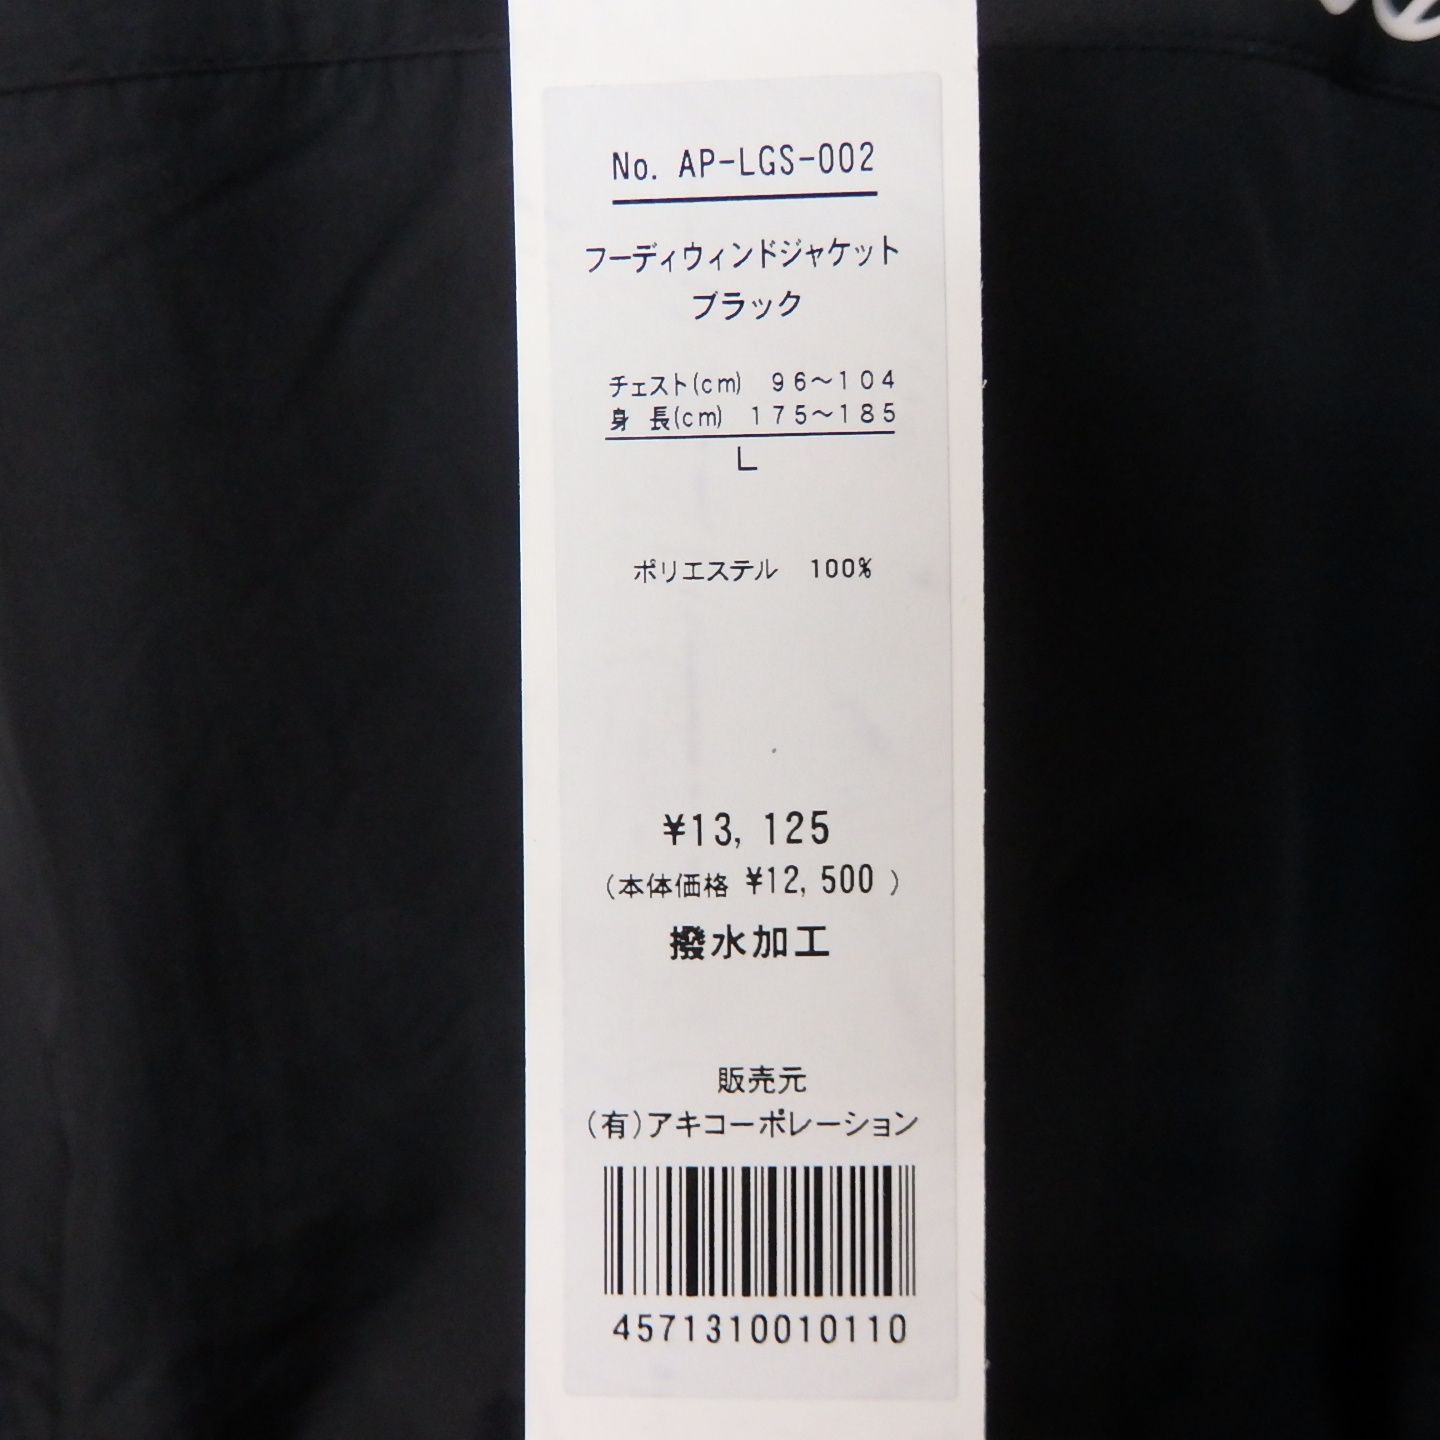 No. AP-LGS-002
フーディウィンドジャケット
ブラック
チェスト(cm) 96～104
身 長(cm) 175～185
L
ポリエステル 100%
¥13, 125
(本体価格 ¥12, 500 )
撥水加工
販売元
(有)アキコーポレーション
4571310010110